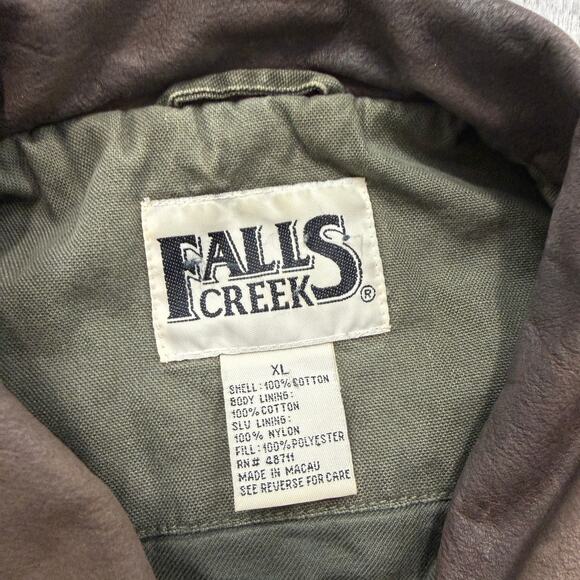 FALLS
CREEK ®
XL
SHELL: 100% COTTON
BODY LINING:
100% COTTON
SLV LINING:
100% NYLON
FILL: 100% POLYESTER
RN# 48711
MADE IN MACAU
SEE REVERSE FOR CARE